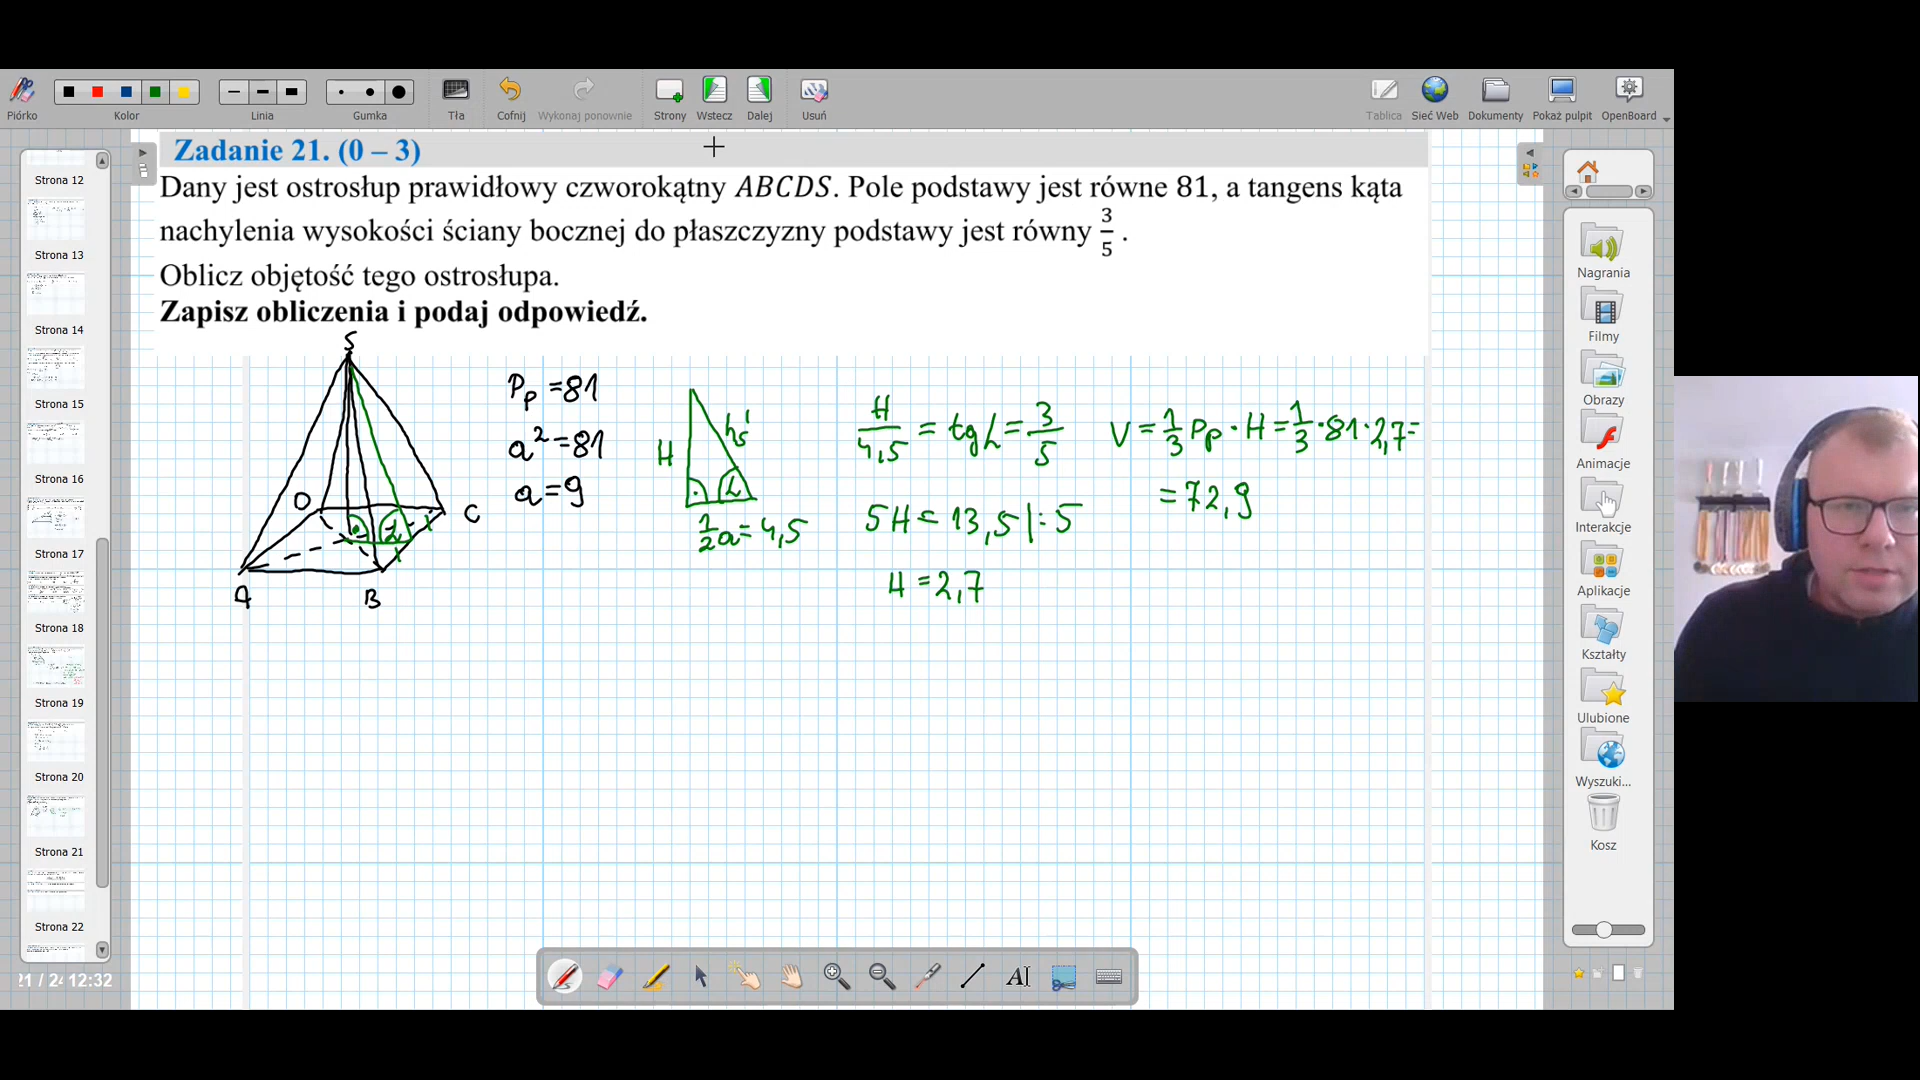 Piórko
Kolor
Linia
Gumka
Tła
Cofnij
Wykonaj ponownie
Strony
Wstecz
Dalej
Usuń
Tablica
Sieć Web
Dokumenty
Pokaż pulpit
OpenBoard
Strona 12
Strona 13
Strona 14
Strona 15
Strona 16
Strona 17
Strona 18
Strona 19
Strona 20
Strona 21
Strona 22
21 / 24 12:32
Zadanie 21. (0 – 3)
Dany jest ostrosłup prawidłowy czworokątny ABCDS. Pole podstawy jest równe 81, a tangens kąta
nachylenia wysokości ściany bocznej do płaszczyzny podstawy jest równy 3/5 .
Oblicz objętość tego ostrosłupa.
Zapisz obliczenia i podaj odpowiedź.
S
C
A
B
Pp = 81
a² = 81
a = 9
H
½a = 4,5
H/4,5 = tg α = 3/5
5H = 13,5 |: 5
H = 2,7
V = 1/3 Pp · H = 1/3 · 81 · 2,7 =
= 72,9
Nagrania
Filmy
Obrazy
Animacje
Interakcje
Aplikacje
Kształty
Ulubione
Wyszuki...
Kosz